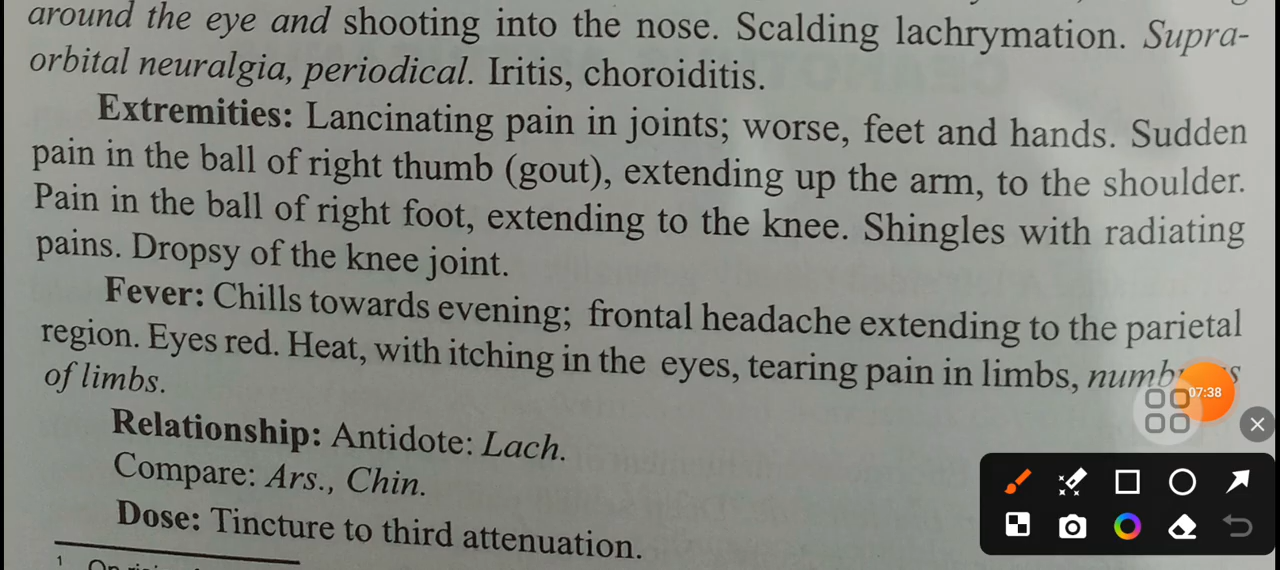 around the eye and shooting into the nose. Scalding lachrymation. Supra-
orbital neuralgia, periodical. Iritis, choroiditis.
Extremities: Lancinating pain in joints; worse, feet and hands. Sudden
pain in the ball of right thumb (gout), extending up the arm, to the shoulder.
Pain in the ball of right foot, extending to the knee. Shingles with radiating
pains. Dropsy of the knee joint.
Fever: Chills towards evening; frontal headache extending to the parietal
region. Eyes red. Heat, with itching in the eyes, tearing pain in limbs,
of limbs.
07:38
Relationship: Antidote: Lach.
Compare: Ars., Chin.
Dose: Tincture to third attenuation.
1 On